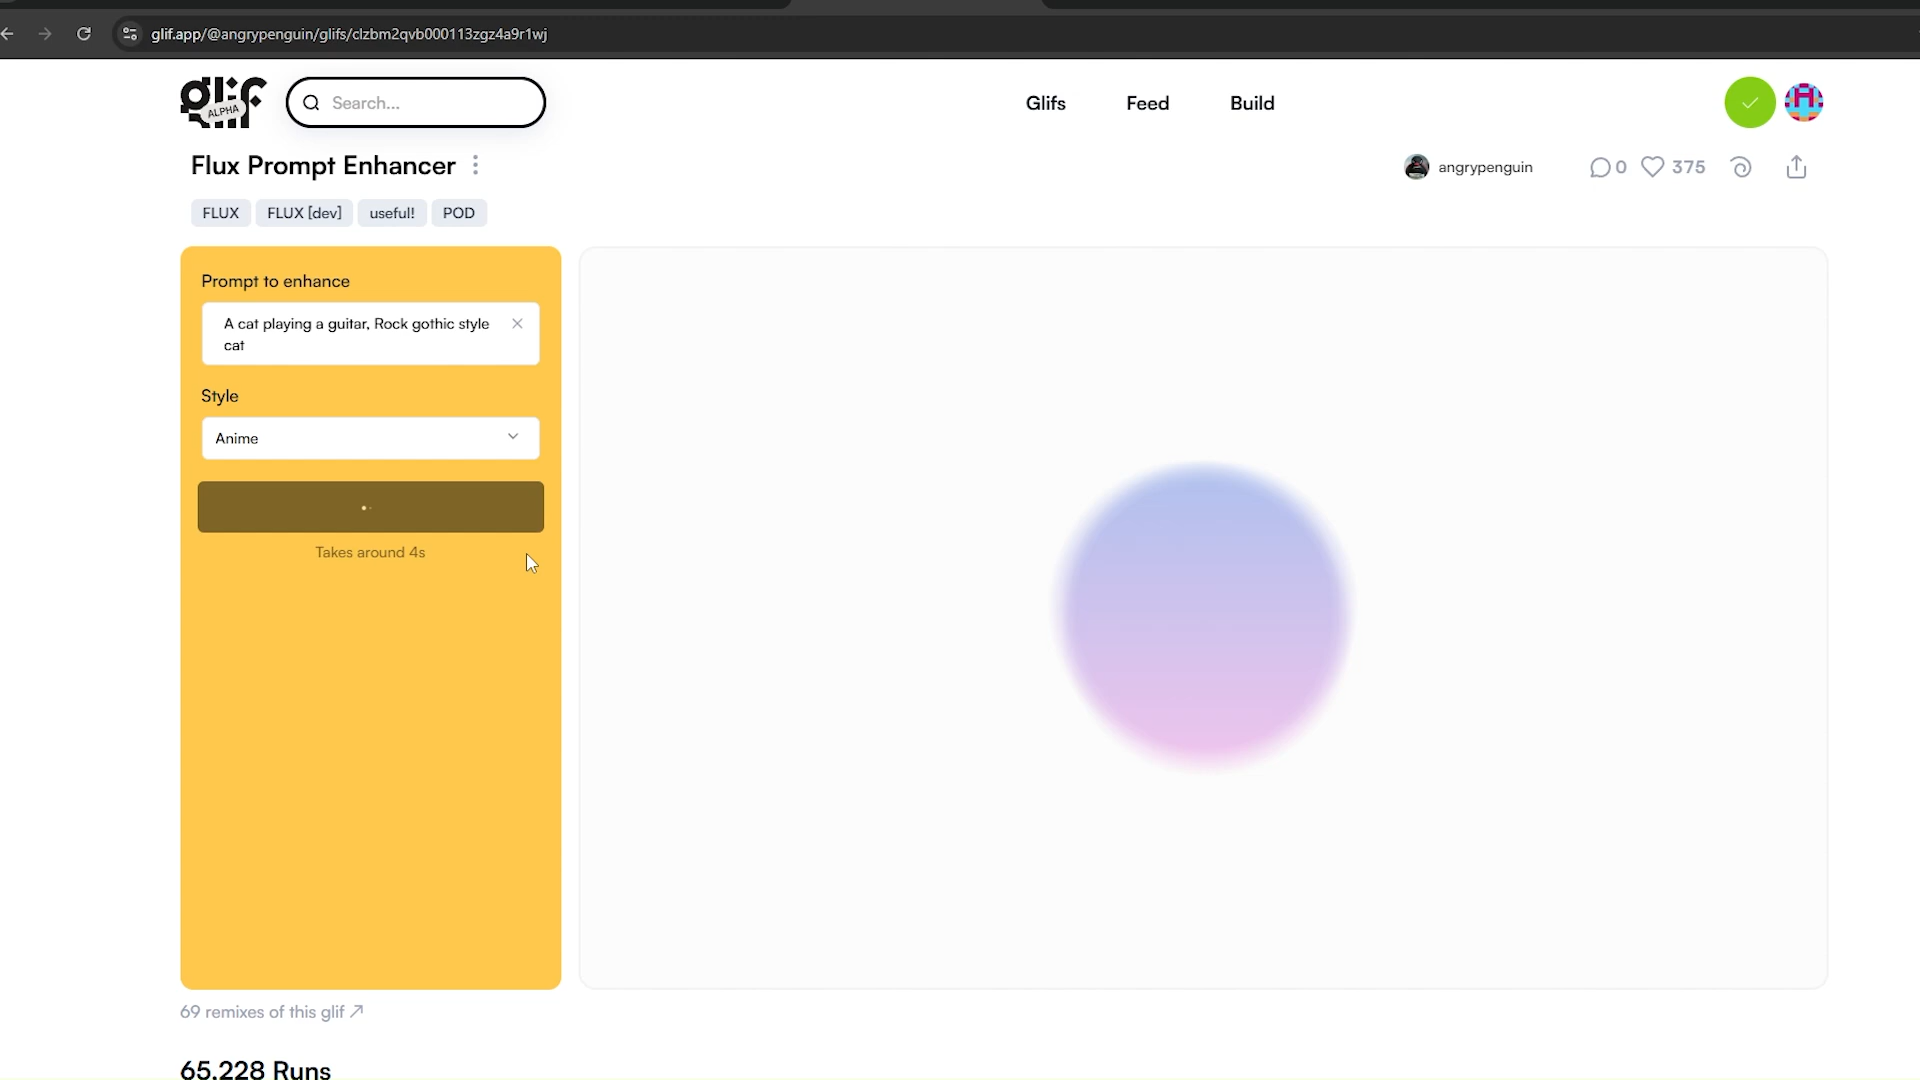 glif.app/@angrypenguin/glifs/clzbm2qvb000113zgz4a9r1wj
glif
ALPHA
Search...
Glifs
Feed
Build
Flux Prompt Enhancer
angrypenguin
0
375
FLUX
FLUX [dev]
useful!
POD
Prompt to enhance
A cat playing a guitar, Rock gothic style
cat
Style
Anime
Takes around 4s
69 remixes of this glif
65,228 Runs